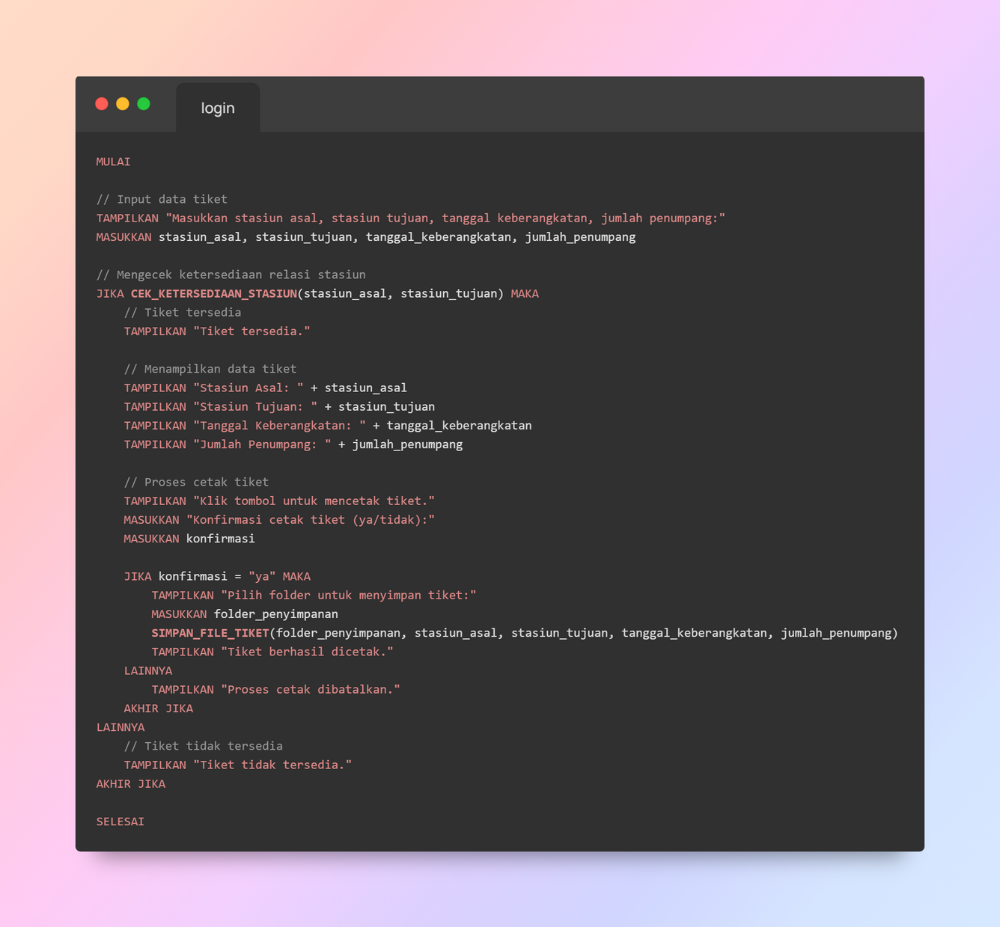 login
MULAI
// Input data tiket
TAMPILKAN "Masukkan stasiun asal, stasiun tujuan, tanggal keberangkatan, jumlah penumpang:"
MASUKKAN stasiun_asal, stasiun_tujuan, tanggal_keberangkatan, jumlah_penumpang
// Mengecek ketersediaan relasi stasiun
JIKA CEK_KETERSEDIAAN_STASIUN(stasiun_asal, stasiun_tujuan) MAKA
    // Tiket tersedia
    TAMPILKAN "Tiket tersedia."
    // Menampilkan data tiket
    TAMPILKAN "Stasiun Asal: " + stasiun_asal
    TAMPILKAN "Stasiun Tujuan: " + stasiun_tujuan
    TAMPILKAN "Tanggal Keberangkatan: " + tanggal_keberangkatan
    TAMPILKAN "Jumlah Penumpang: " + jumlah_penumpang
    // Proses cetak tiket
    TAMPILKAN "Klik tombol untuk mencetak tiket."
    MASUKKAN "Konfirmasi cetak tiket (ya/tidak):"
    MASUKKAN konfirmasi
    JIKA konfirmasi = "ya" MAKA
        TAMPILKAN "Pilih folder untuk menyimpan tiket:"
        MASUKKAN folder_penyimpanan
        SIMPAN_FILE_TIKET(folder_penyimpanan, stasiun_asal, stasiun_tujuan, tanggal_keberangkatan, jumlah_penumpang)
        TAMPILKAN "Tiket berhasil dicetak."
    LAINNYA
        TAMPILKAN "Proses cetak dibatalkan."
    AKHIR JIKA
LAINNYA
    // Tiket tidak tersedia
    TAMPILKAN "Tiket tidak tersedia."
AKHIR JIKA
SELESAI